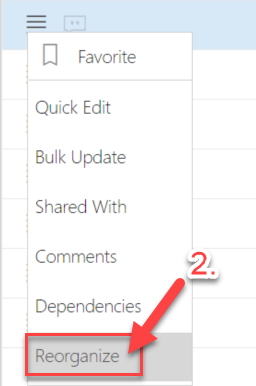 Favorite
Quick Edit
Bulk Update
Shared With
2.
Comments
Dependencies
Reorganize